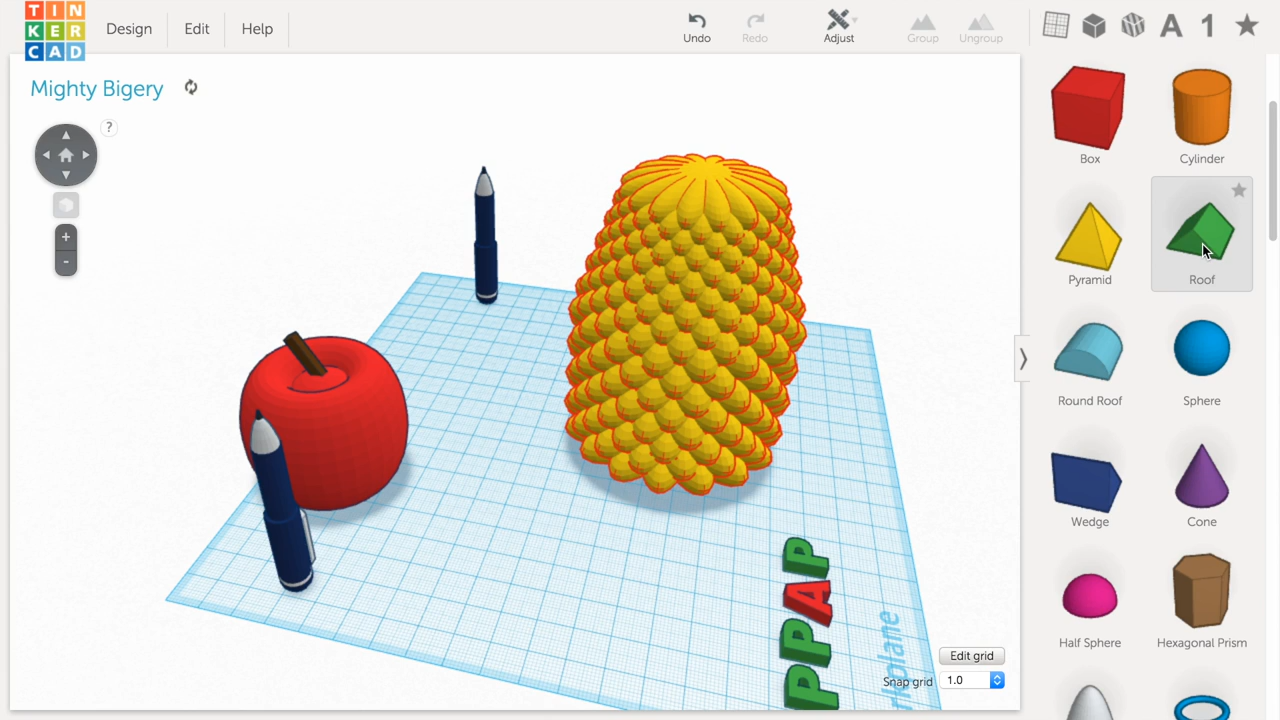 TIN
KER
CAD
Design
Edit
Help
Undo
Redo
Adjust
Group
Ungroup
A
1
Mighty Bigery
?
+
-
Box
Cylinder
Pyramid
Roof
Round Roof
Sphere
Wedge
Cone
Half Sphere
Hexagonal Prism
PPAP
Edit grid
Snap grid
1.0